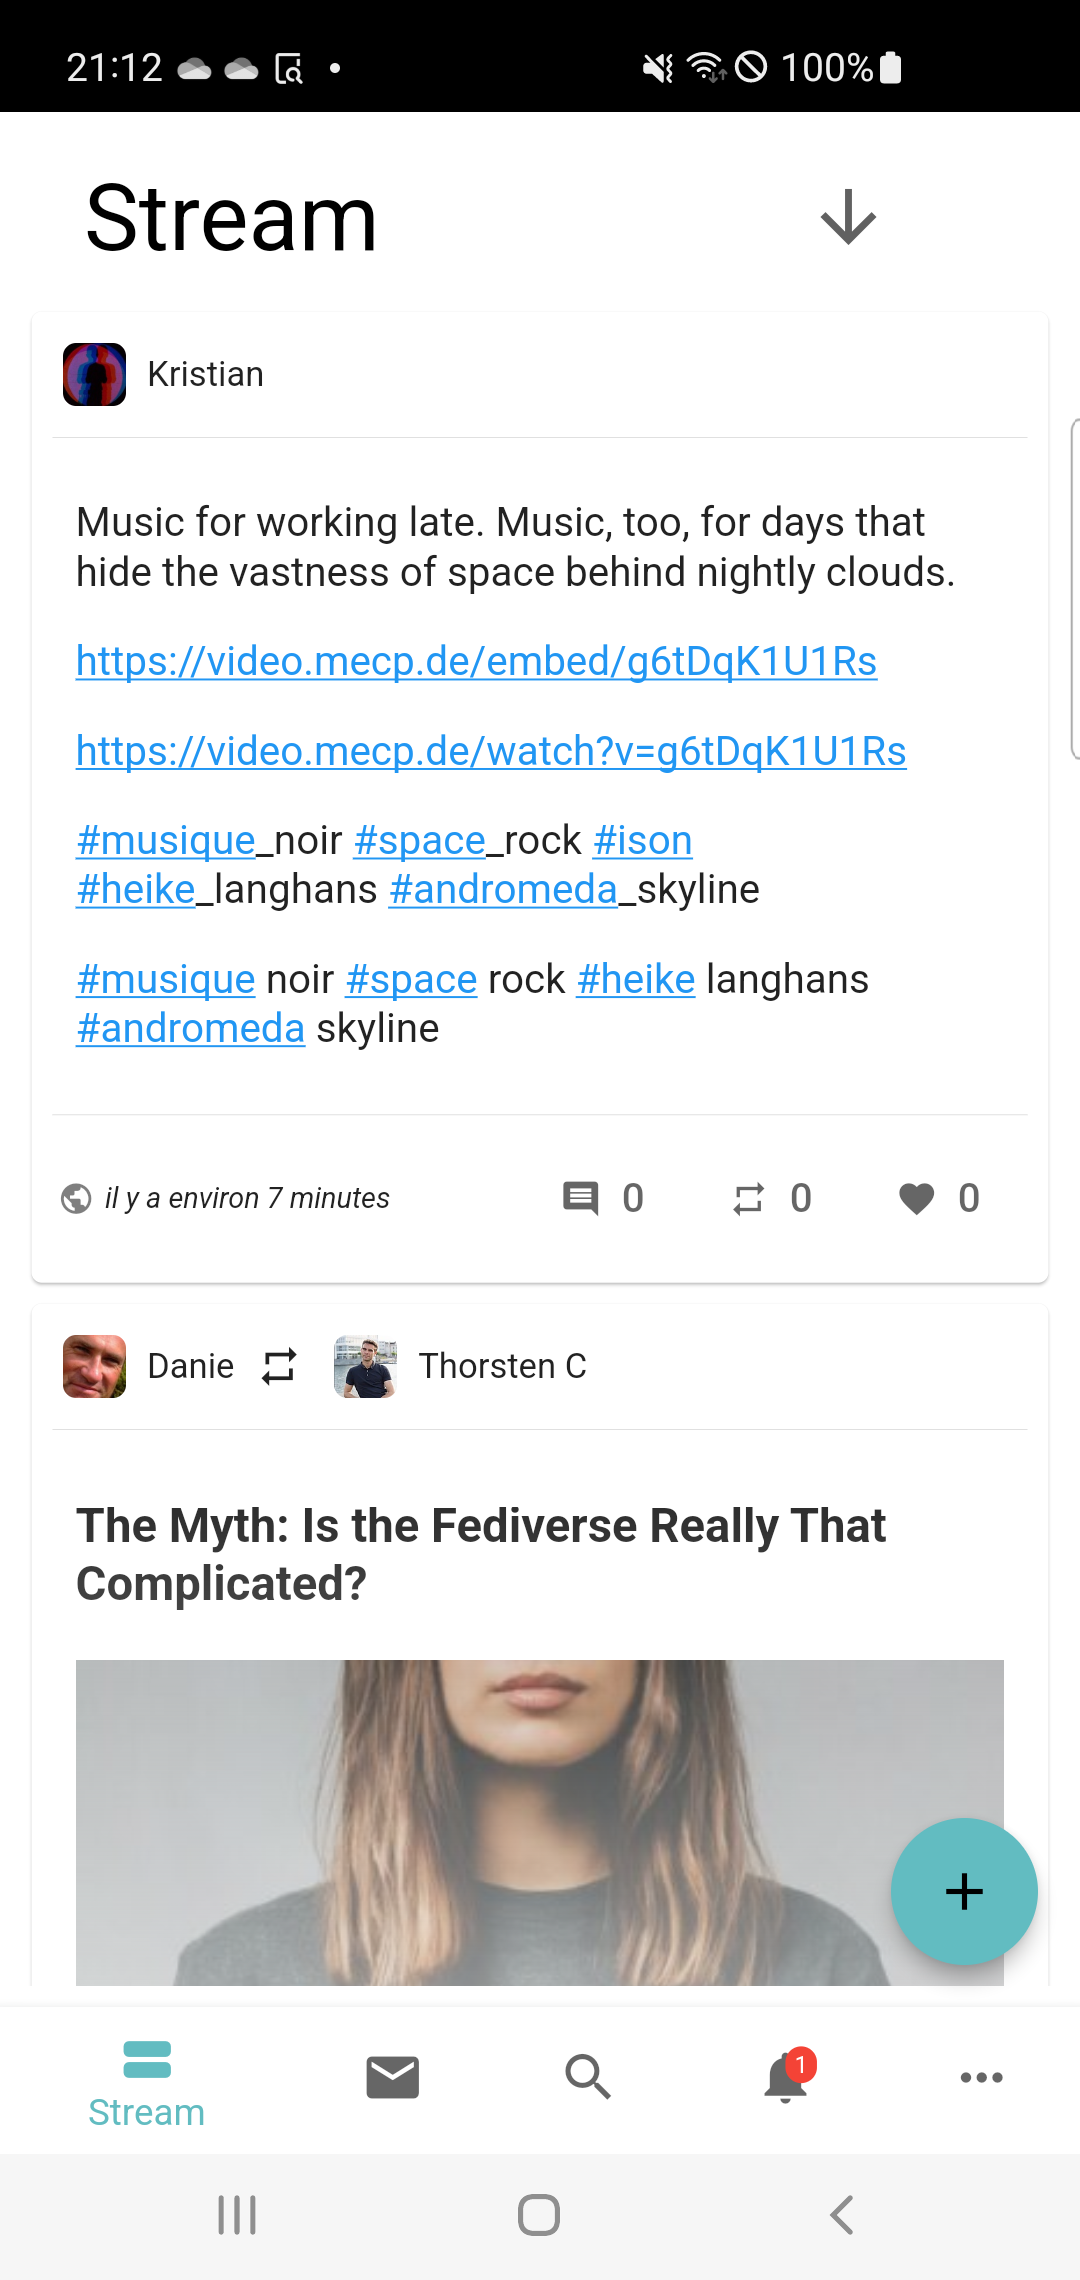 21:12
100%
Stream
Kristian
Music for working late. Music, too, for days that
hide the vastness of space behind nightly clouds.
https://video.mecp.de/embed/g6tDqK1U1Rs
https://video.mecp.de/watch?v=g6tDqK1U1Rs
#musique_noir #space_rock #ison
#heike_langhans #andromeda_skyline
#musique noir #space rock #heike langhans
#andromeda skyline
il y a environ 7 minutes 0 0 0
Danie Thorsten C
The Myth: Is the Fediverse Really That
Complicated?
1
Stream